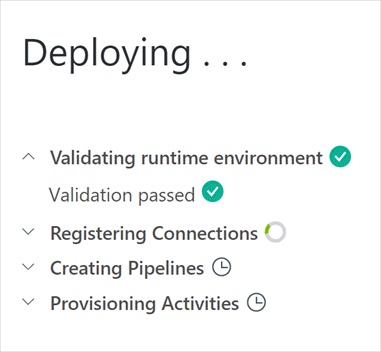 Deploying . . .
Validating runtime environment
Validation passed
Registering Connections
Creating Pipelines
Provisioning Activities